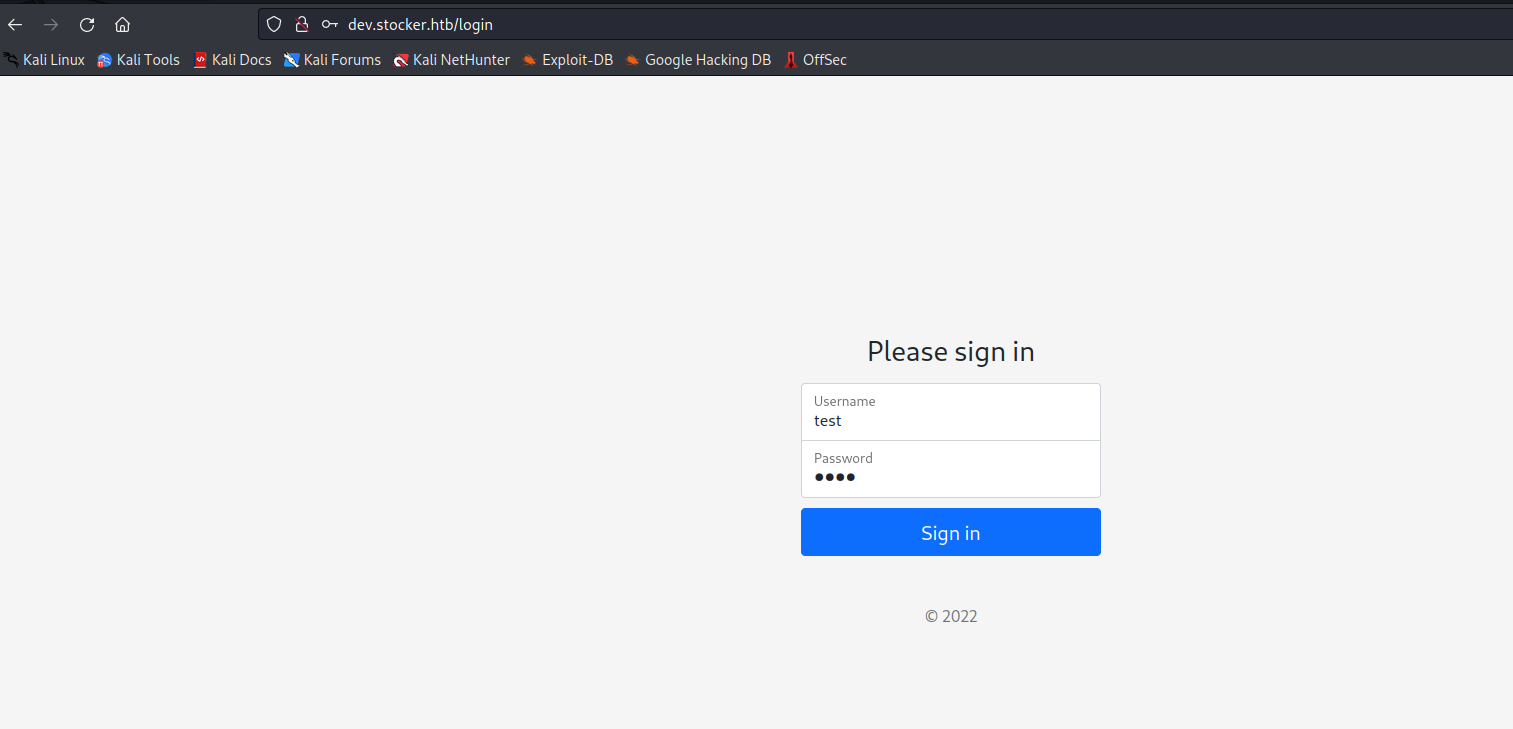 dev.stocker.htb/login
Kali Linux Kali Tools Kali Docs Kali Forums Kali NetHunter Exploit-DB Google Hacking DB OffSec
Please sign in
Username
test
Password
••••
Sign in
© 2022